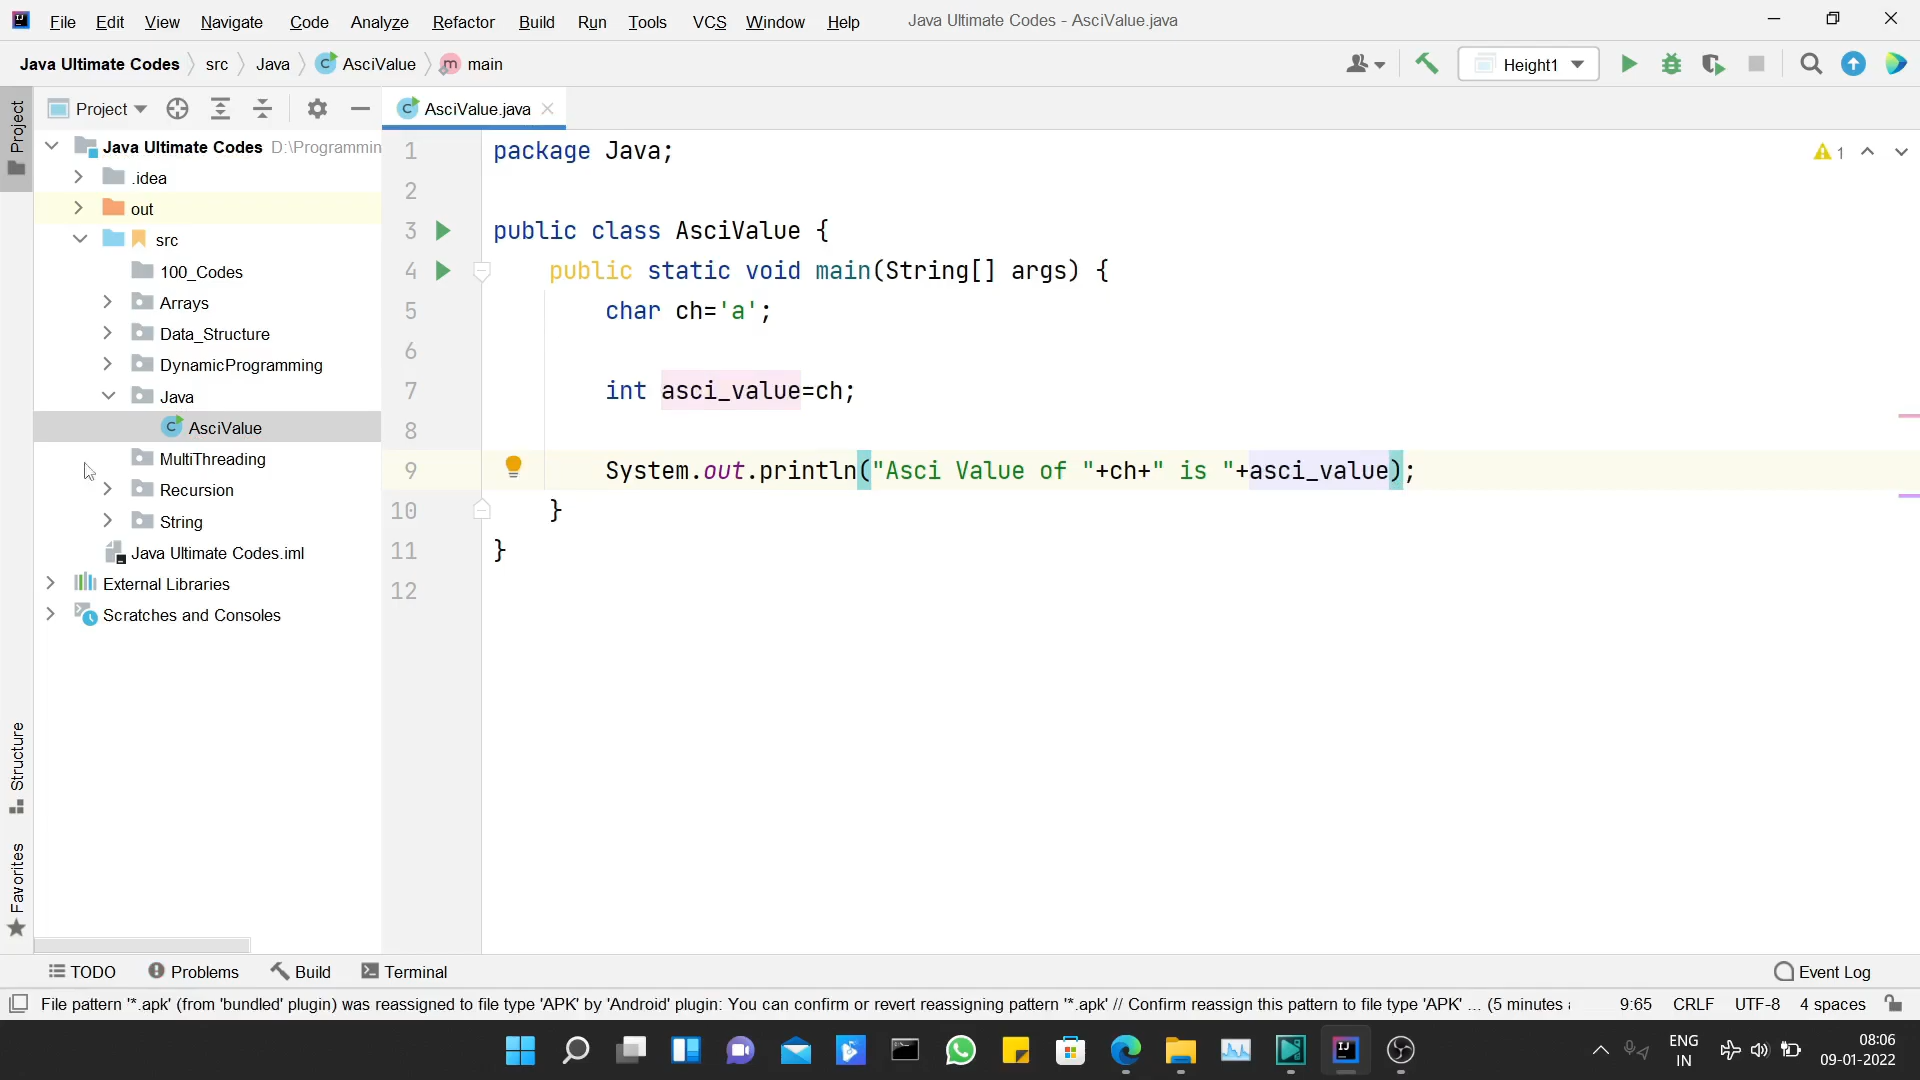 File Edit View Navigate Code Analyze Refactor Build Run Tools VCS Window Help Java Ultimate Codes - AsciValue.java
Java Ultimate Codes src Java AsciValue main Height1
Project AsciValue.java
Project
Java Ultimate Codes D:\Programmin
.idea
out
src
100_Codes
Arrays
Data_Structure
DynamicProgramming
Java
AsciValue
MultiThreading
Recursion
String
Java Ultimate Codes.iml
External Libraries
Scratches and Consoles
Structure
Favorites
1 package Java;
2
3 public class AsciValue {
4 public static void main(String[] args) {
5 char ch='a';
6
7 int asci_value=ch;
8
9 System.out.println("Asci Value of "+ch+" is "+asci_value);
10 }
11 }
12
1
TODO Problems Build Terminal Event Log
File pattern '*.apk' (from 'bundled' plugin) was reassigned to file type 'APK' by 'Android' plugin: You can confirm or revert reassigning pattern '*.apk' // Confirm reassign this pattern to file type 'APK' ... (5 minutes 9:65 CRLF UTF-8 4 spaces
ENG
IN
08:06
09-01-2022